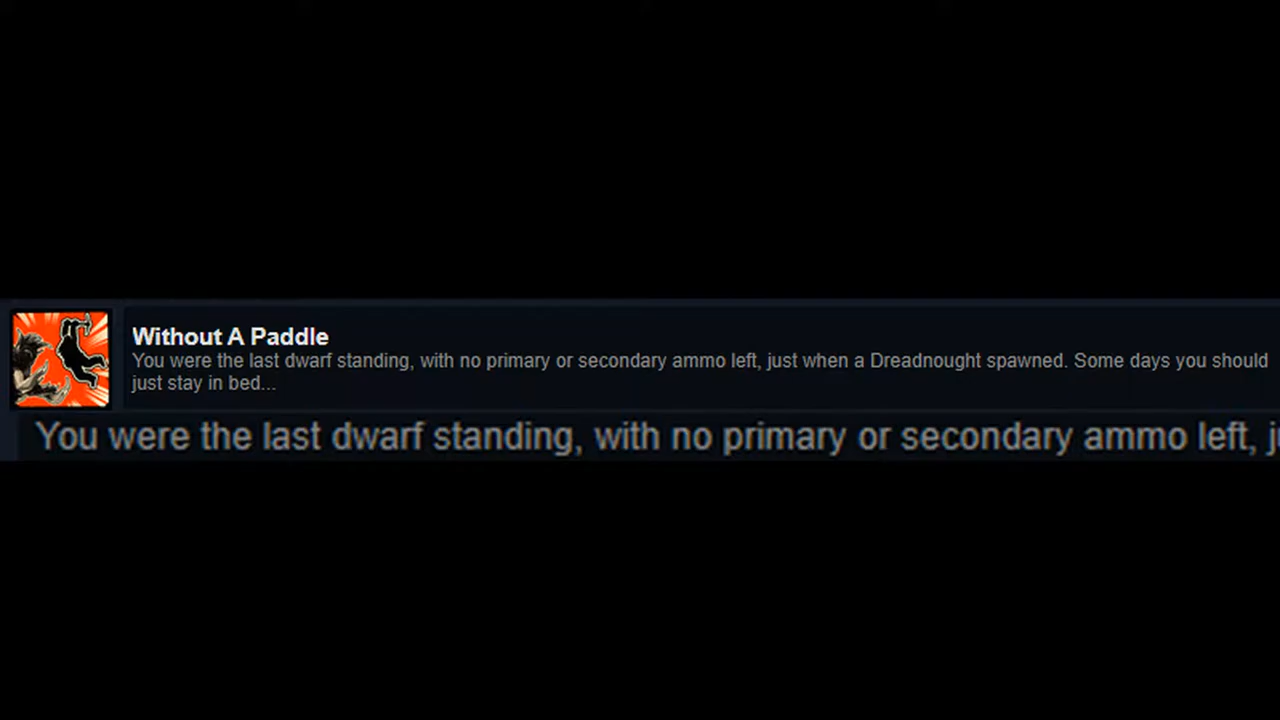 Without A Paddle
You were the last dwarf standing, with no primary or secondary ammo left, just when a Dreadnought spawned. Some days you should
just stay in bed...
You were the last dwarf standing, with no primary or secondary ammo left, j